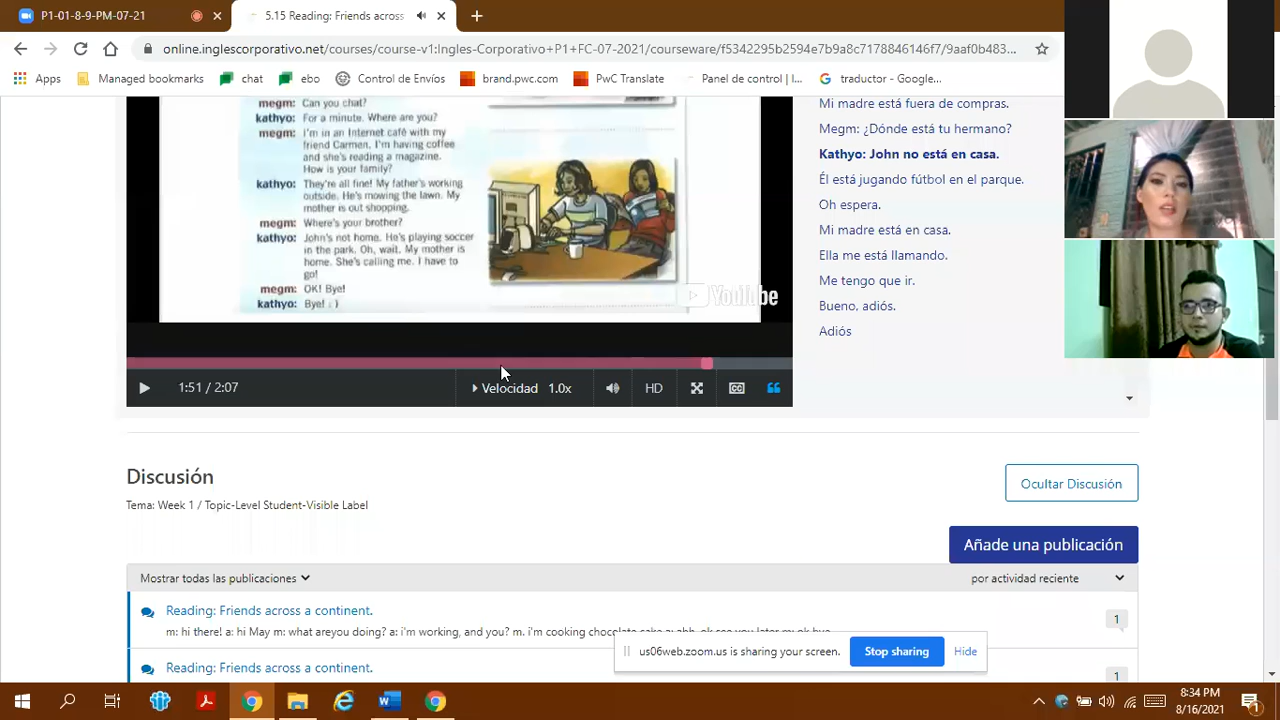 P1-01-8-9-PM-07-21
5.15 Reading: Friends across
online.inglescorporativo.net/courses/course-v1:Ingles-Corporativo+P1+FC-07-2021/courseware/f5342295b2594e7b9a8c7178846146f7/9aaf0b483...
Apps
Managed bookmarks
chat
ebo
Control de Envíos
brand.pwc.com
PwC Translate
Panel de control | I...
traductor - Google...
megm: Can you chat?
kathyo: For a minute. Where are you?
megm: I'm in an Internet café with my
friend Carmen. I'm having coffee
and she's reading a magazine.
How is your family?
kathyo: They're all fine! My father's working
outside. He's mowing the lawn. My
mother is out shopping.
megm: Where's your brother?
kathyo: John's not home. He's playing soccer
in the park. Oh, wait. My mother is
home. She's calling me. I have to
go!
megm: OK! Bye!
kathyo: Bye! : )
YouTube
Mi madre está fuera de compras.
Megm: ¿Dónde está tu hermano?
Kathyo: John no está en casa.
Él está jugando fútbol en el parque.
Oh espera.
Mi madre está en casa.
Ella me está llamando.
Me tengo que ir.
Bueno, adiós.
Adiós
1:51 / 2:07
Velocidad 1.0x
HD
CC
Discusión
Ocultar Discusión
Tema: Week 1 / Topic-Level Student-Visible Label
Añade una publicación
Mostrar todas las publicaciones
por actividad reciente
Reading: Friends across a continent.
1
m: hi there! a: hi May m: what areyou doing? a: i'm working, and you? m. i'm cooking chocolate cake a: ahh, ok see you later m: ok bye
us06web.zoom.us is sharing your screen.
Stop sharing
Hide
Reading: Friends across a continent.
1
8:34 PM
8/16/2021